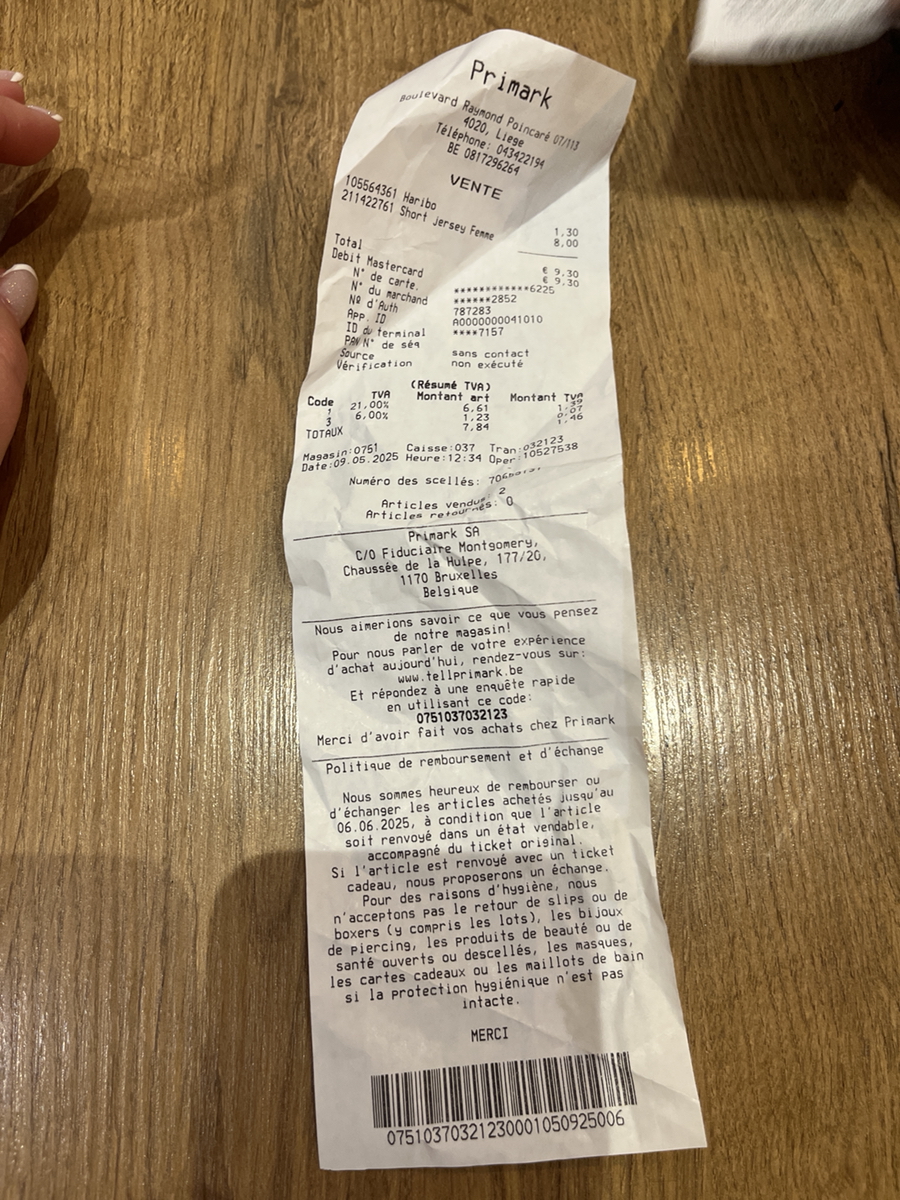 Primark
Boulevard Raymond Poincaré 07/113
4020, Liege
Téléphone: 043422194
BE 0817296264
VENTE
105564361 Haribo 1,30
211422761 Short jersey Femme 8,00
Total € 9,30
Debit Mastercard € 9,30
N° de carte. ************6225
N° du marchand ******2852
Nº d'Auth 787283
App. ID A0000000041010
ID du terminal ****7157
PAN N° de séq
Source sans contact
Vérification non exécuté
(Résumé TVA)
Code TVA Montant art Montant TVA
1 21,00% 6,61 1,39
3 6,00% 1,23 0,07
TOTAUX 7,84 1,46
Magasin:0751 Caisse:037 Tran:032123
Date:09.05.2025 Heure:12:34 Oper:10527538
Numéro des scellés:
Articles vendus: 2
Articles retournés: 0
Primark SA
C/O Fiduciaire Montgomery,
Chaussée de la Hulpe, 177/20,
1170 Bruxelles
Belgique
Nous aimerions savoir ce que vous pensez
de notre magasin!
Pour nous parler de votre expérience
d'achat aujourd'hui, rendez-vous sur:
www.tellprimark.be
Et répondez à une enquête rapide
en utilisant ce code:
0751037032123
Merci d'avoir fait vos achats chez Primark
Politique de remboursement et d'échange
Nous sommes heureux de rembourser ou
d'échanger les articles achetés jusqu'au
06.06.2025, à condition que l'article
soit renvoyé dans un état vendable,
accompagné du ticket original.
Si l'article est renvoyé avec un ticket
cadeau, nous proposerons un échange.
Pour des raisons d'hygiène, nous
n'acceptons pas le retour de slips ou de
boxers (y compris les lots), les bijoux
de piercing, les produits de beauté ou de
santé ouverts ou descellés, les masques,
les cartes cadeaux ou les maillots de bain
si la protection hygiénique n'est pas
intacte.
MERCI
07510370321230001050925006